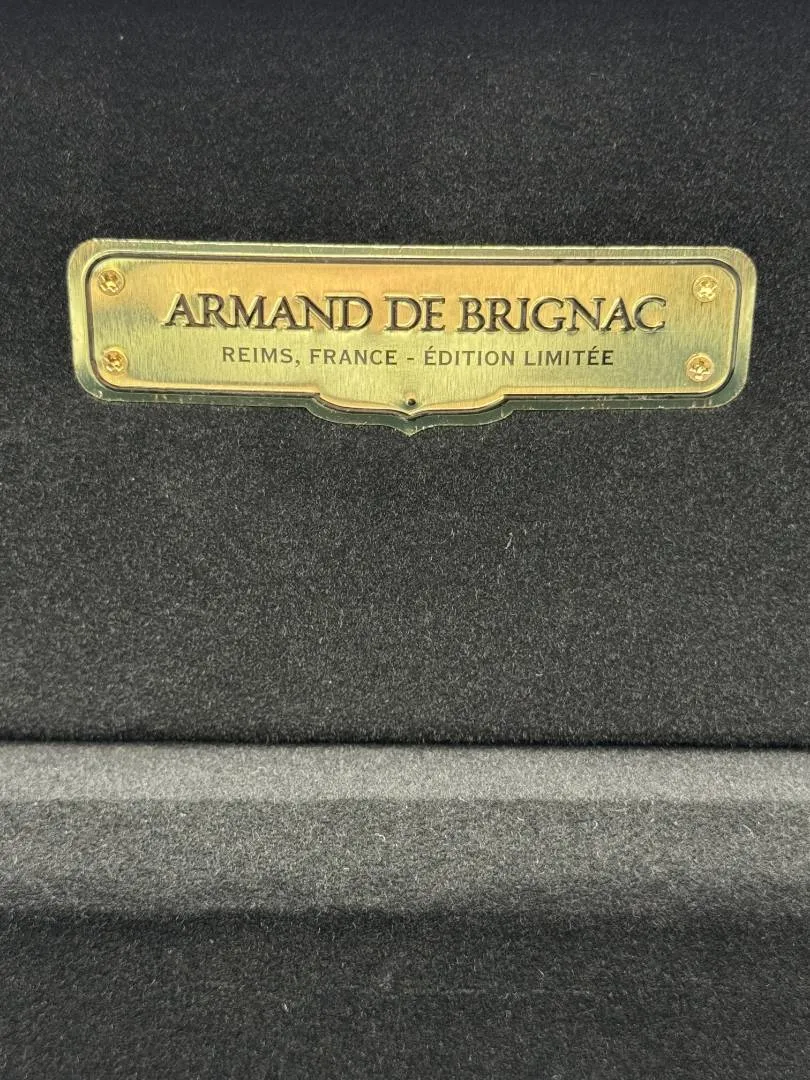 ARMAND DE BRIGNAC
REIMS, FRANCE - ÉDITION LIMITÉE